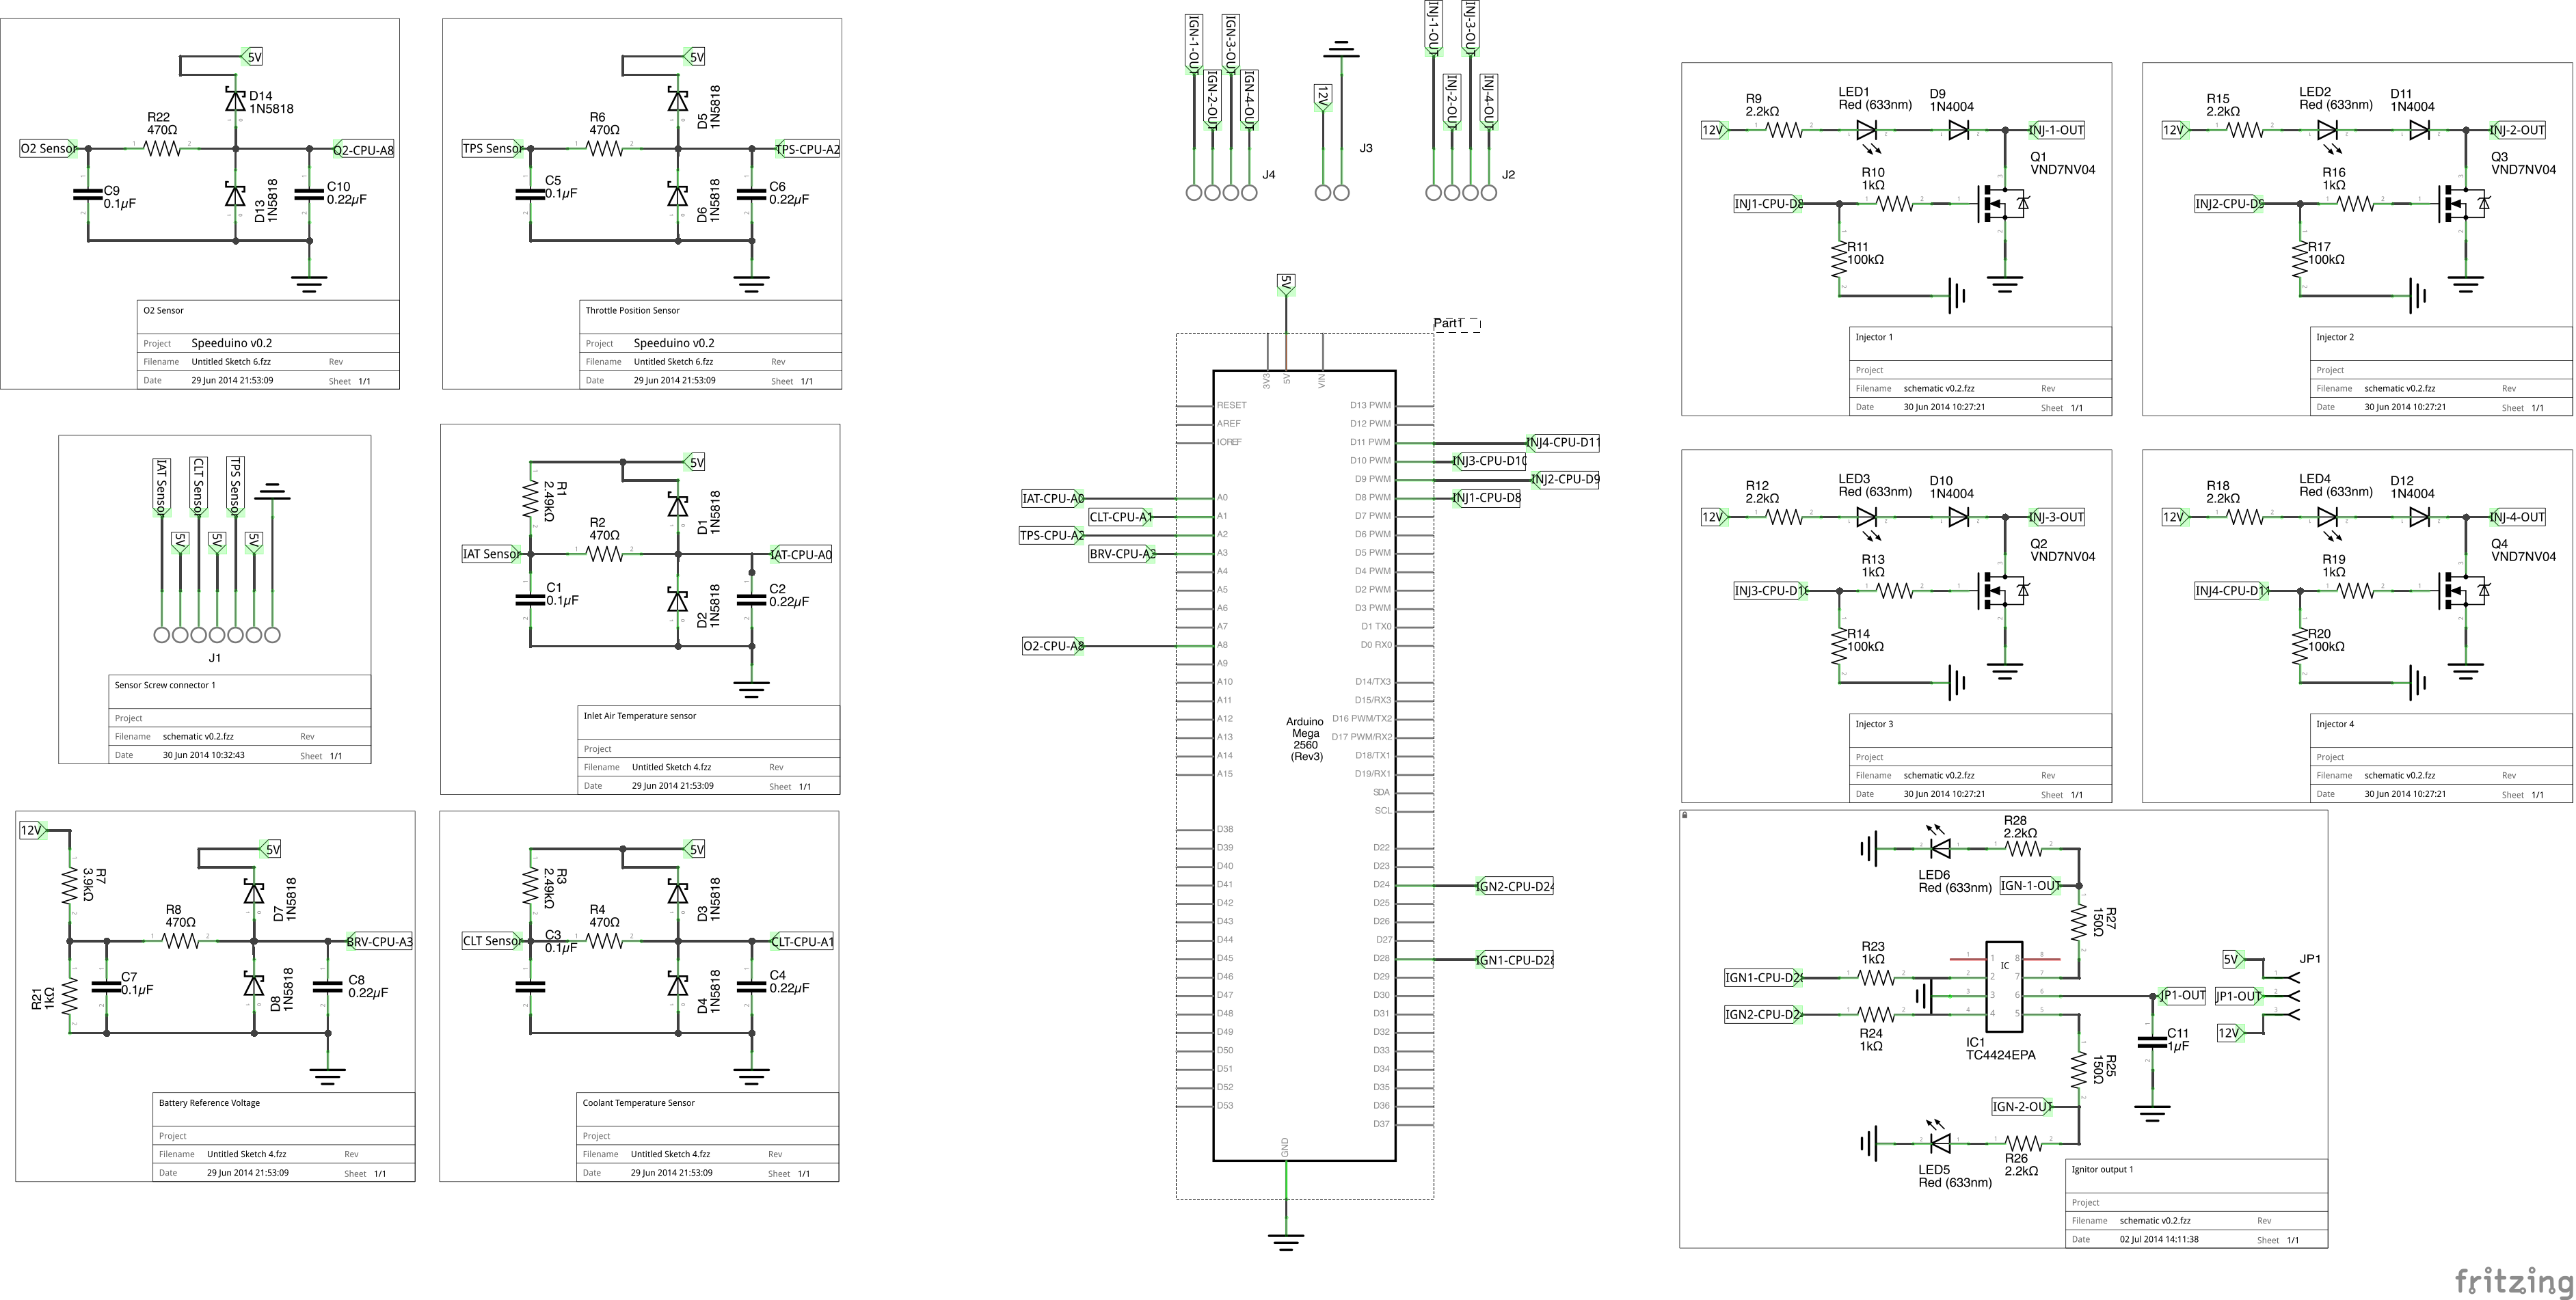 5V
D14
1N5818
R22
470Ω
O2 Sensor
O2-CPU-A8
C9
0.1µF
D13
1N5818
C10
0.22µF
O2 Sensor
Project Speeduino v0.2
Filename Untitled Sketch 6.fzz Rev
Date 29 Jun 2014 21:53:09 Sheet 1/1
5V
D5
1N5818
R6
470Ω
TPS Sensor
TPS-CPU-A2
C5
0.1µF
D6
1N5818
C6
0.22µF
Throttle Position Sensor
Project Speeduino v0.2
Filename Untitled Sketch 6.fzz Rev
Date 29 Jun 2014 21:53:09 Sheet 1/1
IAT Sensor
CLT Sensor
TPS Sensor
5V
5V
5V
J1
Sensor Screw connector 1
Project
Filename schematic v0.2.fzz Rev
Date 30 Jun 2014 10:32:43 Sheet 1/1
5V
R1
2.49kΩ
D1
1N5818
R2
470Ω
IAT Sensor
IAT-CPU-A0
C1
0.1µF
D2
1N5818
C2
0.22µF
Inlet Air Temperature sensor
Project
Filename Untitled Sketch 4.fzz Rev
Date 29 Jun 2014 21:53:09 Sheet 1/1
12V
5V
R7
3.9kΩ
D7
1N5818
R8
470Ω
BRV-CPU-A3
R21
1kΩ
C7
0.1µF
D8
1N5818
C8
0.22µF
Battery Reference Voltage
Project
Filename Untitled Sketch 4.fzz Rev
Date 29 Jun 2014 21:53:09 Sheet 1/1
5V
R3
2.49kΩ
D3
1N5818
R4
470Ω
CLT Sensor
C3
0.1µF
CLT-CPU-A1
D4
1N5818
C4
0.22µF
Coolant Temperature Sensor
Project
Filename Untitled Sketch 4.fzz Rev
Date 29 Jun 2014 21:53:09 Sheet 1/1
IGN-1-OUT
IGN-2-OUT
IGN-3-OUT
IGN-4-OUT
J4
12V
J3
INJ-1-OUT
INJ-2-OUT
INJ-3-OUT
INJ-4-OUT
J2
5V
Part1
3V3
5V
VIN
RESET
AREF
IOREF
A0
A1
A2
A3
A4
A5
A6
A7
A8
A9
A10
A11
A12
A13
A14
A15
D38
D39
D40
D41
D42
D43
D44
D45
D46
D47
D48
D49
D50
D51
D52
D53
IAT-CPU-A0
CLT-CPU-A1
TPS-CPU-A2
BRV-CPU-A3
O2-CPU-A8
Arduino
Mega
2560
(Rev3)
D13 PWM
D12 PWM
D11 PWM
D10 PWM
D9 PWM
D8 PWM
D7 PWM
D6 PWM
D5 PWM
D4 PWM
D2 PWM
D3 PWM
D1 TX0
D0 RX0
D14/TX3
D15/RX3
D16 PWM/TX2
D17 PWM/RX2
D18/TX1
D19/RX1
SDA
SCL
D22
D23
D24
D25
D26
D27
D28
D29
D30
D31
D32
D33
D34
D35
D36
D37
GND
INJ4-CPU-D11
INJ3-CPU-D10
INJ2-CPU-D9
INJ1-CPU-D8
IGN2-CPU-D24
IGN1-CPU-D28
R9
2.2kΩ
LED1
Red (633nm)
D9
1N4004
12V
INJ-1-OUT
Q1
VND7NV04
R10
1kΩ
INJ1-CPU-D8
R11
100kΩ
Injector 1
Project
Filename schematic v0.2.fzz Rev
Date 30 Jun 2014 10:27:21 Sheet 1/1
R15
2.2kΩ
LED2
Red (633nm)
D11
1N4004
12V
INJ-2-OUT
Q3
VND7NV04
R16
1kΩ
INJ2-CPU-D9
R17
100kΩ
Injector 2
Project
Filename schematic v0.2.fzz Rev
Date 30 Jun 2014 10:27:21 Sheet 1/1
R12
2.2kΩ
LED3
Red (633nm)
D10
1N4004
12V
INJ-3-OUT
Q2
VND7NV04
R13
1kΩ
INJ3-CPU-D10
R14
100kΩ
Injector 3
Project
Filename schematic v0.2.fzz Rev
Date 30 Jun 2014 10:27:21 Sheet 1/1
R18
2.2kΩ
LED4
Red (633nm)
D12
1N4004
12V
INJ-4-OUT
Q4
VND7NV04
R19
1kΩ
INJ4-CPU-D11
R20
100kΩ
Injector 4
Project
Filename schematic v0.2.fzz Rev
Date 30 Jun 2014 10:27:21 Sheet 1/1
R28
2.2kΩ
LED6
Red (633nm)
IGN-1-OUT
R27
150Ω
R23
1kΩ
IGN1-CPU-D2
IGN2-CPU-D2
R24
1kΩ
IC
1
2
3
4
8
7
6
5
IC1
TC4424EPA
JP1-OUT
C11
1µF
5V
JP1
JP1-OUT
12V
R25
150Ω
IGN-2-OUT
LED5
Red (633nm)
R26
2.2kΩ
Ignitor output 1
Project
Filename schematic v0.2.fzz Rev
Date 02 Jul 2014 14:11:38 Sheet 1/1
fritzing